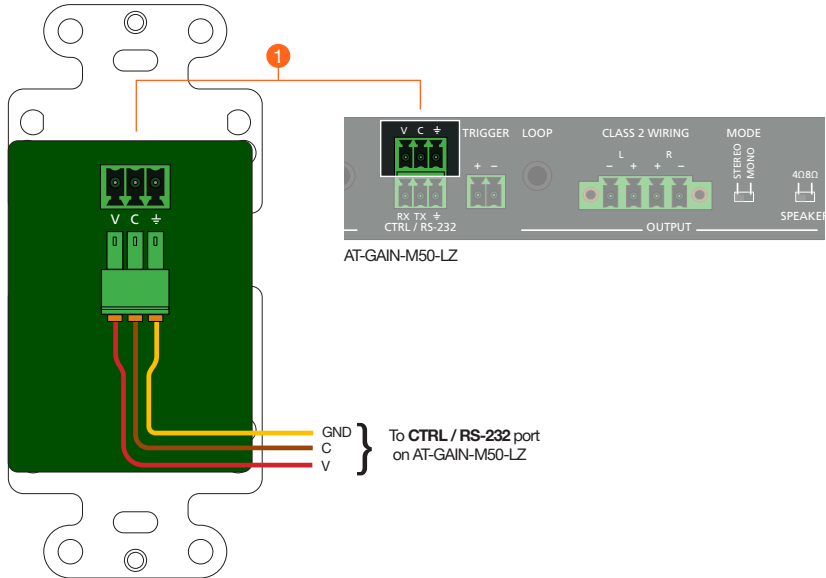 1
V C ⏚
TRIGGER
LOOP
CLASS 2 WIRING
MODE
L
R
+ −
− + + −
STEREO
MONO
4Ω8Ω
SPEAKER
RX TX ⏚
CTRL / RS-232
OUTPUT
AT-GAIN-M50-LZ
V C ⏚
GND
C
V
}
To CTRL / RS-232 port
on AT-GAIN-M50-LZ